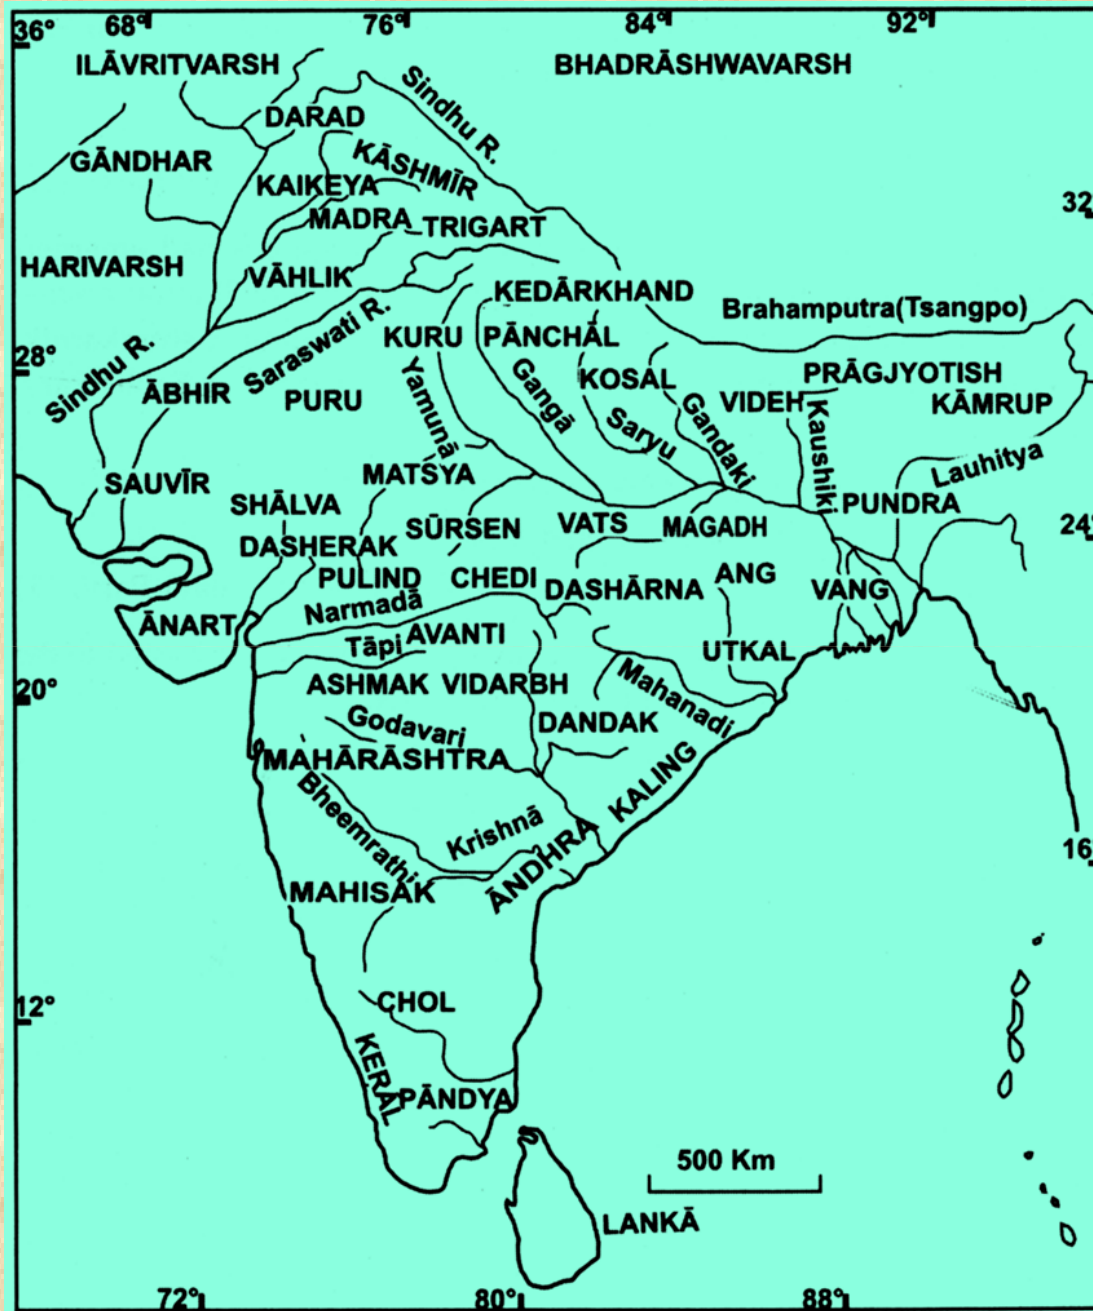 36° 68° 76° 84° 92°
ILĀVRITVARSH
BHADRĀSHWAVARSH
Sindhu R.
DARAD
GĀNDHAR
KĀSHMĪR
KAIKEYA
32°
MADRA
TRIGART
HARIVARSH
VĀHLIK
KEDĀRKHAND
Brahamputra(Tsangpo)
Saraswati R.
KURU
PĀNCHĀL
Sindhu R.
28°
ĀBHIR
PURU
Yamunā
Gangā
KOSAL
PRĀGJYOTISH
VIDEH
KĀMRUP
Saryu
Gandaki
Kaushiki
Lauhitya
MATSYA
SAUVĪR
SHĀLVA
PUNDRA
SŪRSEN
VATS
MAGADH
24°
DASHERAK
PULIND
CHEDI
DASHĀRNA
ANG
VANG
Narmadā
ĀNART
AVANTI
Tāpi
UTKAL
20°
ASHMAK
VIDARBH
Mahanadi
Godavari
DANDAK
MAHĀRĀSHTRA
KALING
Bheemrathi
Krishnā
ĀNDHRA
16°
MAHISAK
12°
CHOL
KERAL
PĀNDYA
500 Km
LANKĀ
72° 80° 88°